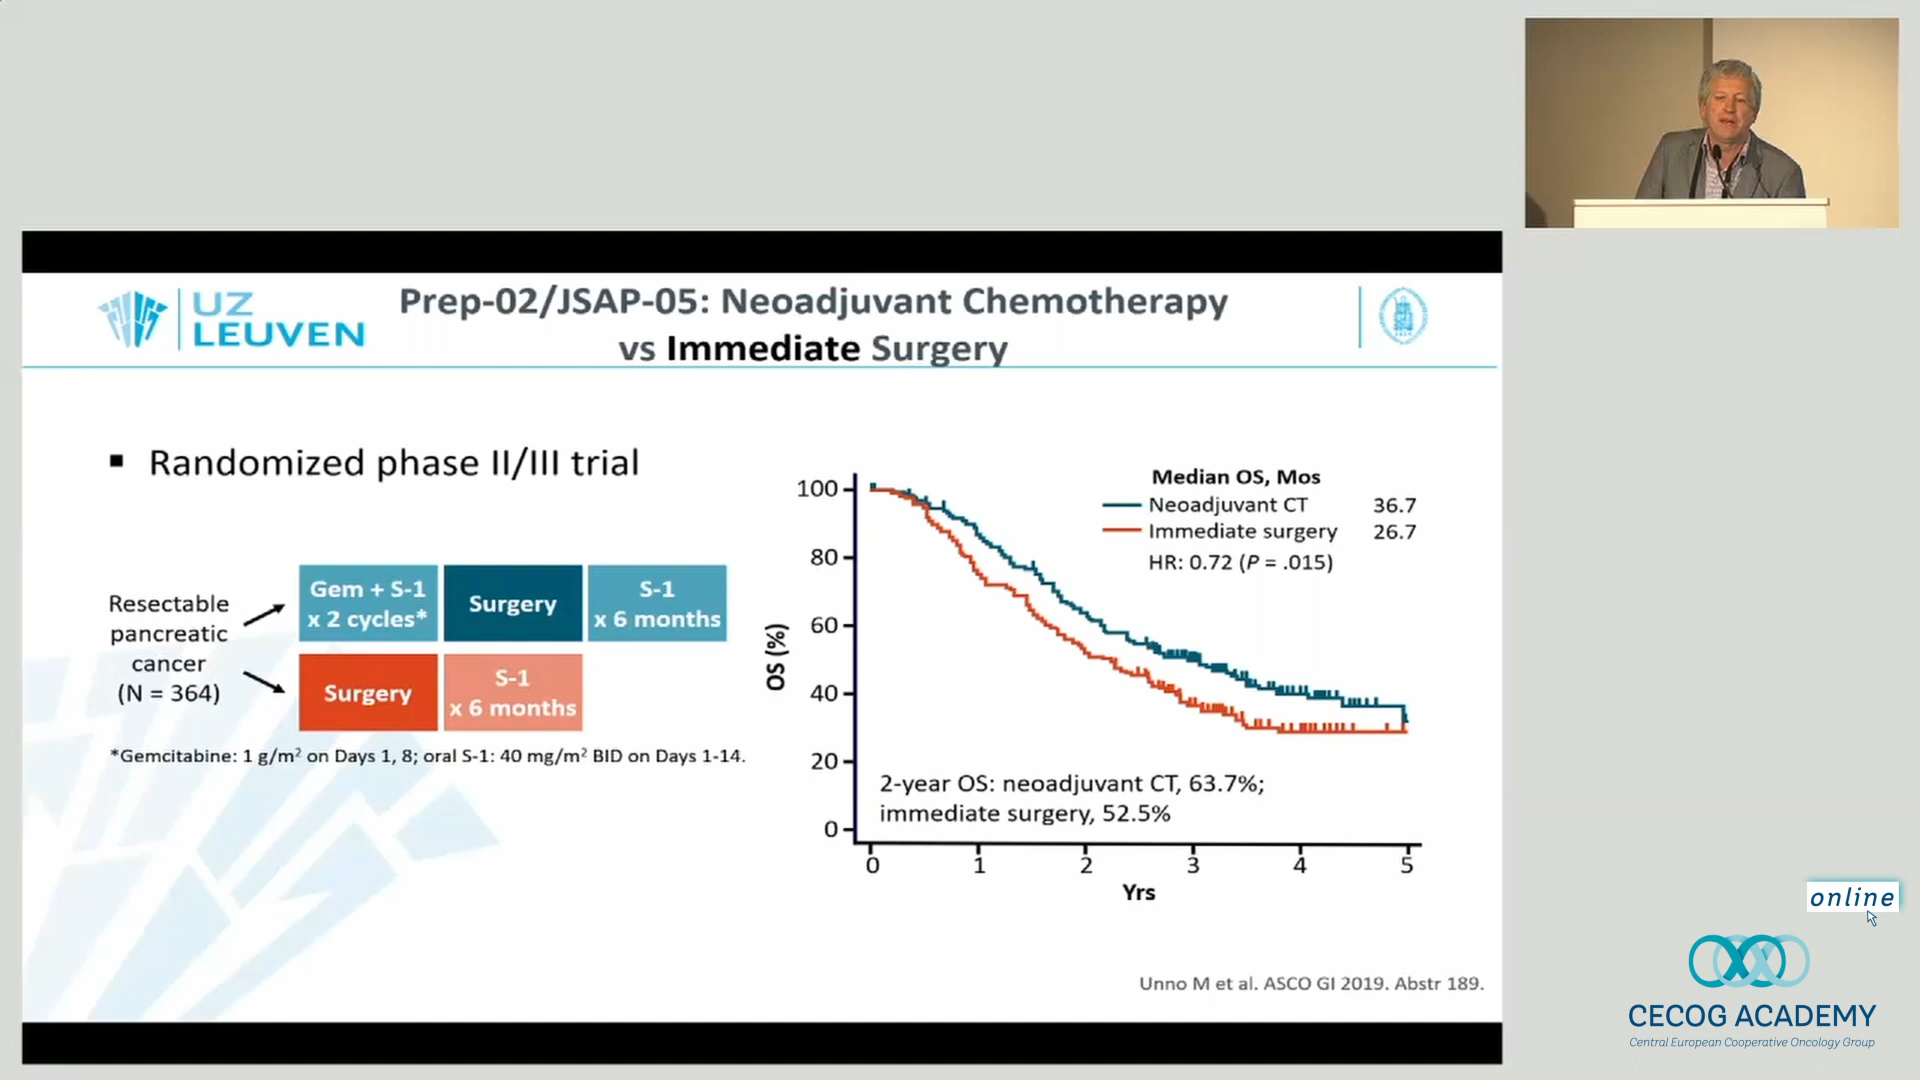 UZ
LEUVEN
Prep-02/JSAP-05: Neoadjuvant Chemotherapy
vs Immediate Surgery
▪ Randomized phase II/III trial
Resectable
pancreatic
cancer
(N = 364)
Gem + S-1
x 2 cycles*
Surgery
S-1
x 6 months
Surgery
S-1
x 6 months
*Gemcitabine: 1 g/m² on Days 1, 8; oral S-1: 40 mg/m² BID on Days 1-14.
Median OS, Mos
Neoadjuvant CT 36.7
Immediate surgery 26.7
HR: 0.72 (P = .015)
OS (%)
100
80
60
40
20
0
2-year OS: neoadjuvant CT, 63.7%;
immediate surgery, 52.5%
0 1 2 3 4 5
Yrs
Unno M et al. ASCO GI 2019. Abstr 189.
online
CECOG ACADEMY
Central European Cooperative Oncology Group